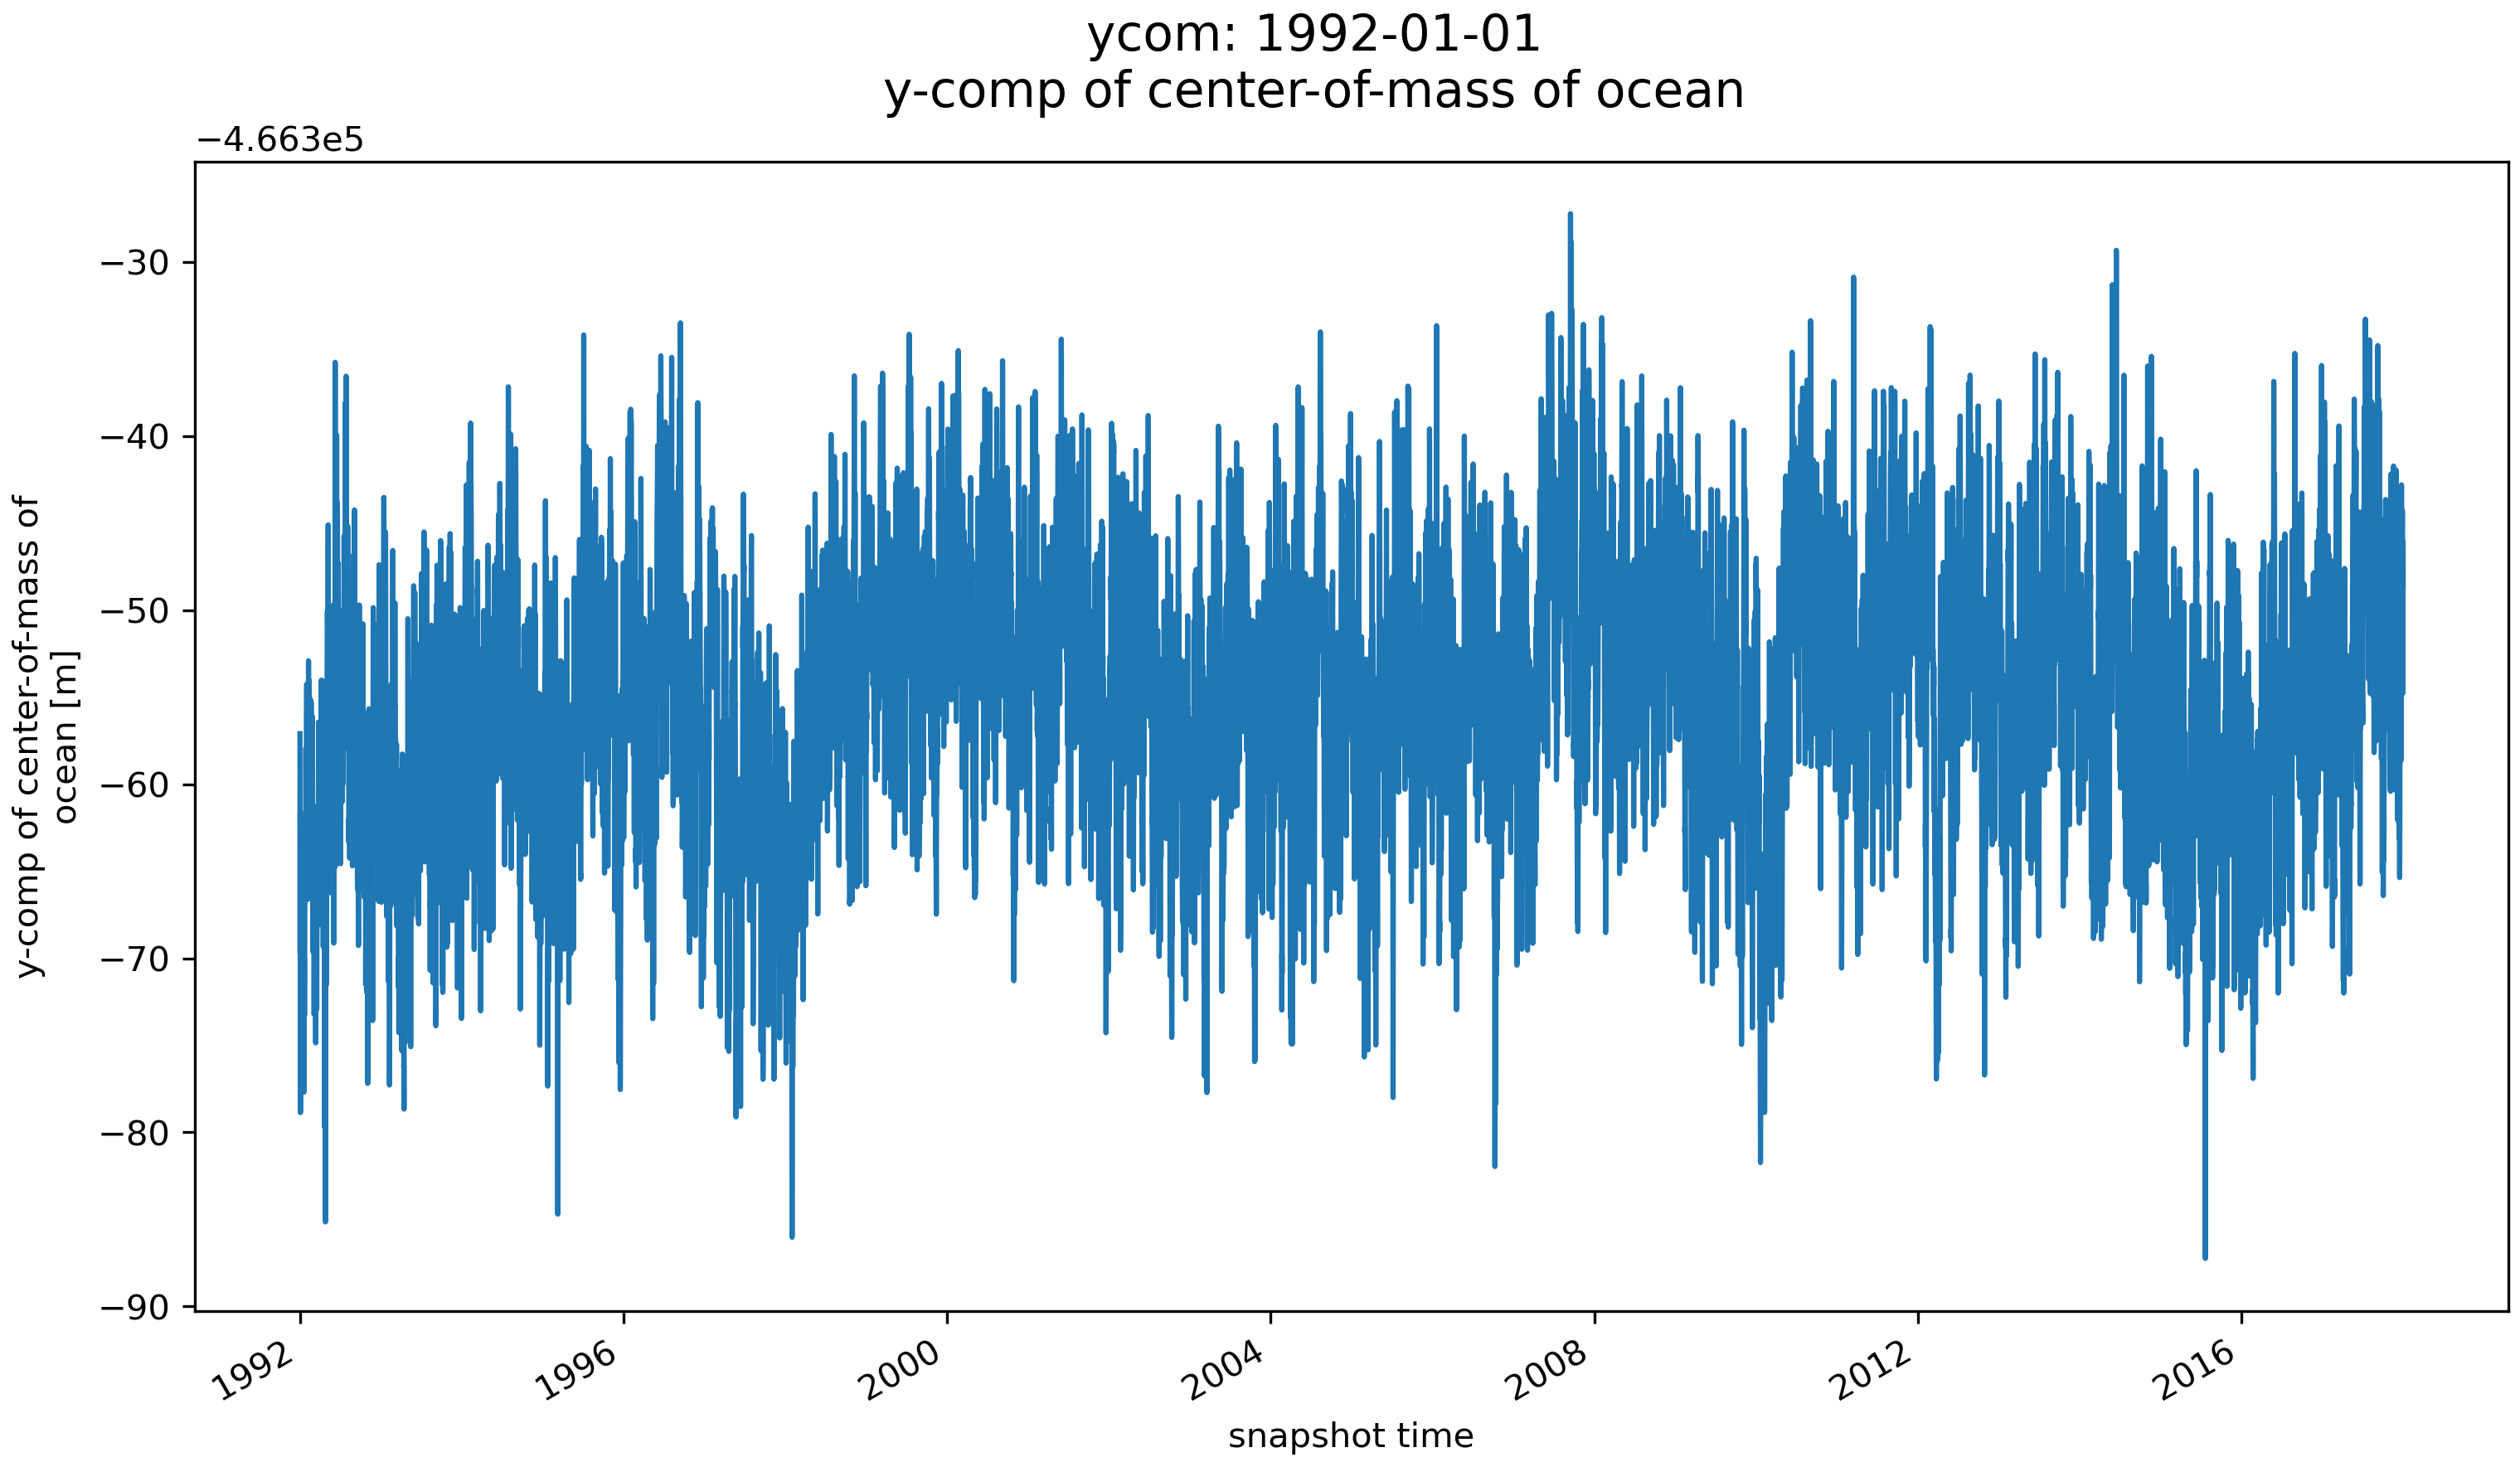 ycom: 1992-01-01
y-comp of center-of-mass of ocean
−4.663e5
−30
−40
−50
−60
−70
−80
−90
y-comp of center-of-mass of
ocean [m]
1992
1996
2000
2004
2008
2012
2016
snapshot time